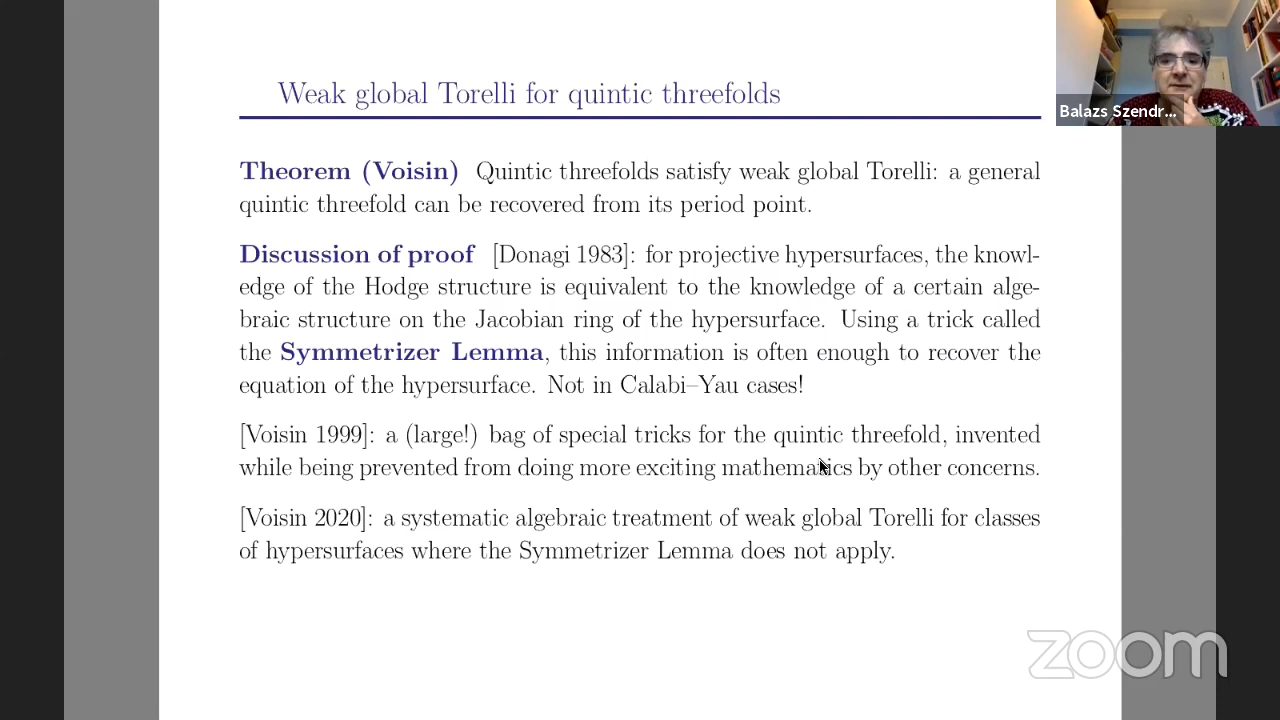 Weak global Torelli for quintic threefolds
Balazs Szendr...
Theorem (Voisin) Quintic threefolds satisfy weak global Torelli: a general
quintic threefold can be recovered from its period point.
Discussion of proof [Donagi 1983]: for projective hypersurfaces, the knowl-
edge of the Hodge structure is equivalent to the knowledge of a certain alge-
braic structure on the Jacobian ring of the hypersurface. Using a trick called
the Symmetrizer Lemma, this information is often enough to recover the
equation of the hypersurface. Not in Calabi–Yau cases!
[Voisin 1999]: a (large!) bag of special tricks for the quintic threefold, invented
while being prevented from doing more exciting mathematics by other concerns.
[Voisin 2020]: a systematic algebraic treatment of weak global Torelli for classes
of hypersurfaces where the Symmetrizer Lemma does not apply.
zoom